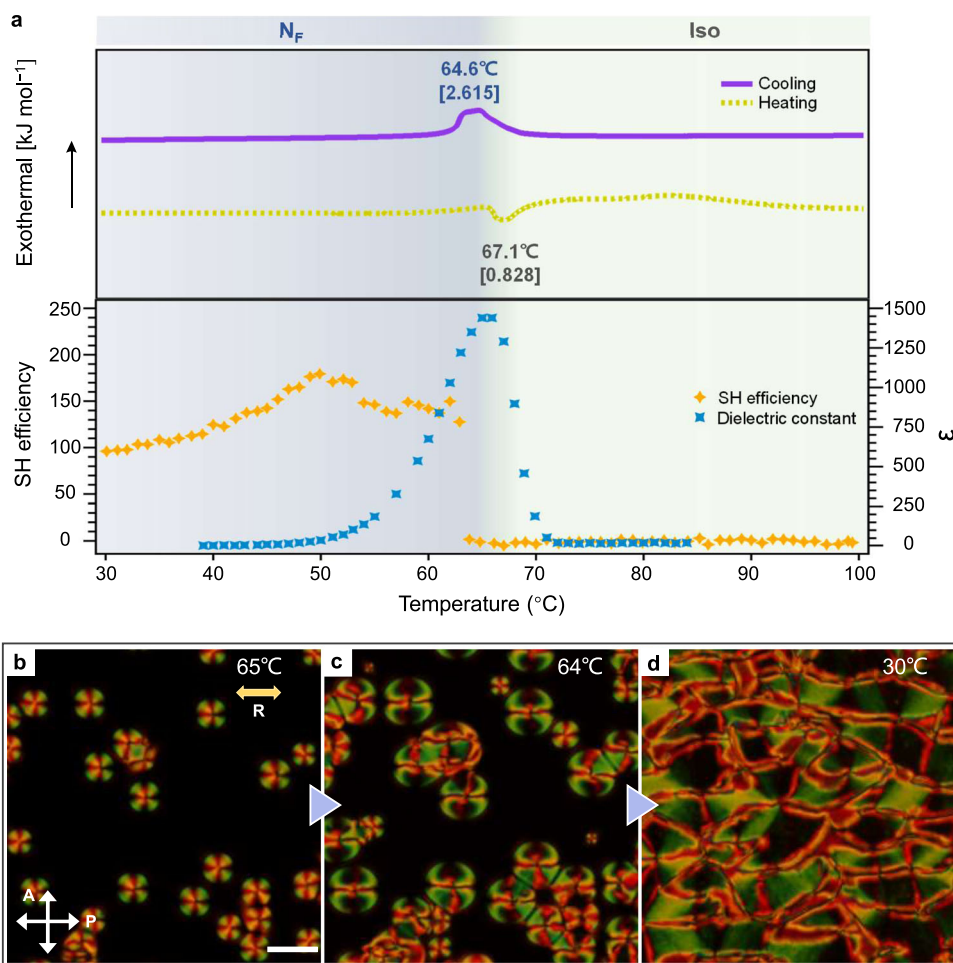 a
N_F Iso
64.6℃
[2.615]
Cooling
Heating
Exothermal [kJ mol⁻¹]
67.1℃
[0.828]
250
200
150
100
50
0
SH efficiency
1500
1250
1000
750
500
250
0
ε
SH efficiency
Dielectric constant
30 40 50 60 70 80 90 100
Temperature (°C)
b 65℃ c 64℃ d 30℃
R
A
P